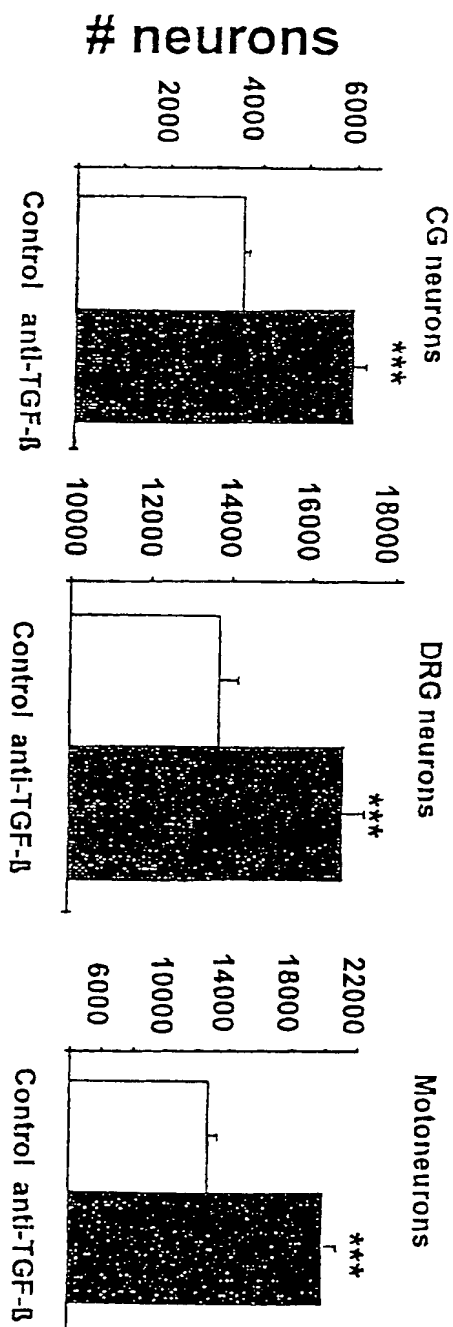 # neurons
CG neurons
6000
4000
2000
***
Control anti-TGF-ß
DRG neurons
18000
16000
14000
12000
10000
***
Control anti-TGF-ß
Motoneurons
22000
18000
14000
10000
6000
***
Control anti-TGF-ß